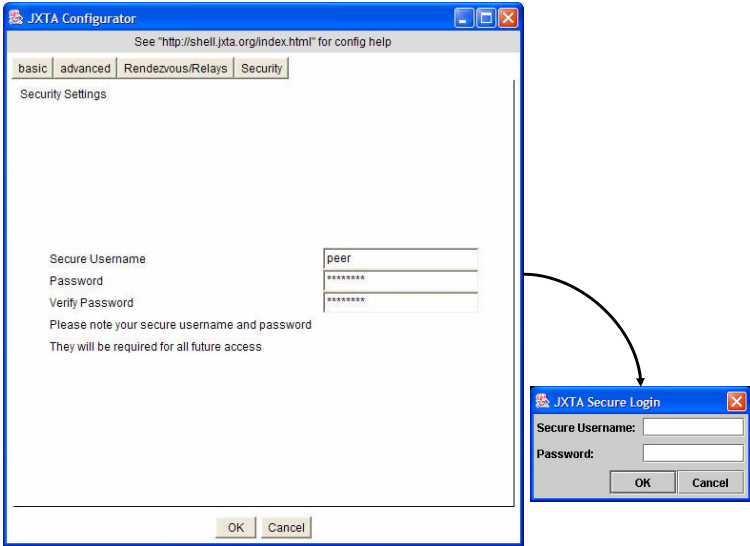 JXTA Configurator
See "http://shell.jxta.org/index.html" for config help
basic advanced Rendezvous/Relays Security
Security Settings
Secure Username peer
Password ********
Verify Password ********
Please note your secure username and password
They will be required for all future access
OK Cancel
JXTA Secure Login
Secure Username:
Password:
OK Cancel